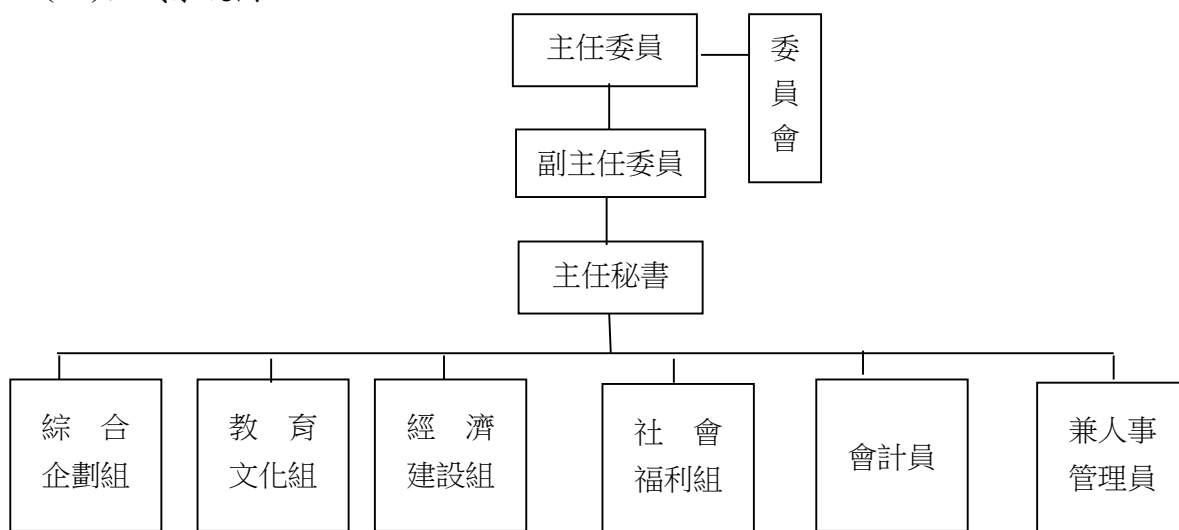 主任委員
委員會
副主任委員
主任秘書
綜 合
企劃組
教 育
文化組
經 濟
建設組
社 會
福利組
會計員
兼人事
管理員